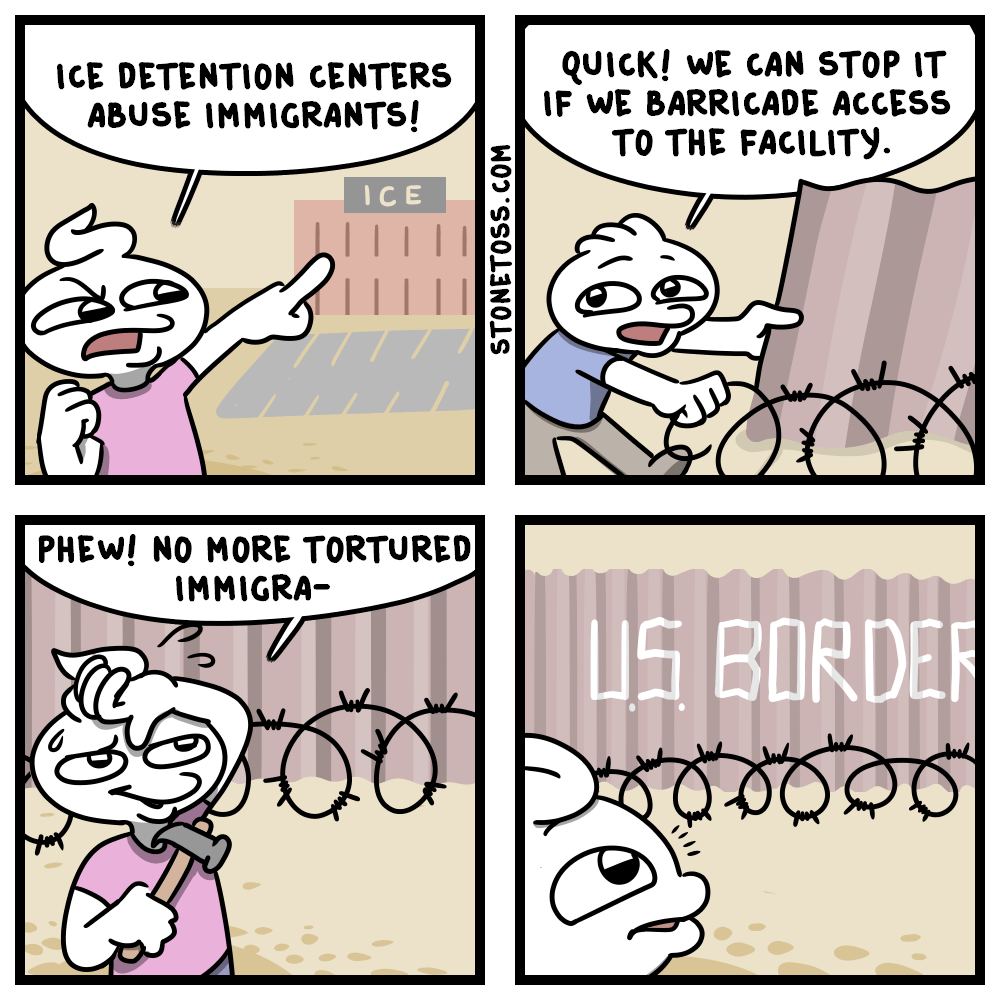 ICE DETENTION CENTERS
ABUSE IMMIGRANTS!
ICE
QUICK! WE CAN STOP IT
IF WE BARRICADE ACCESS
TO THE FACILITY.
STONETOSS.COM
PHEW! NO MORE TORTURED
IMMIGRA-
U.S. BORDER